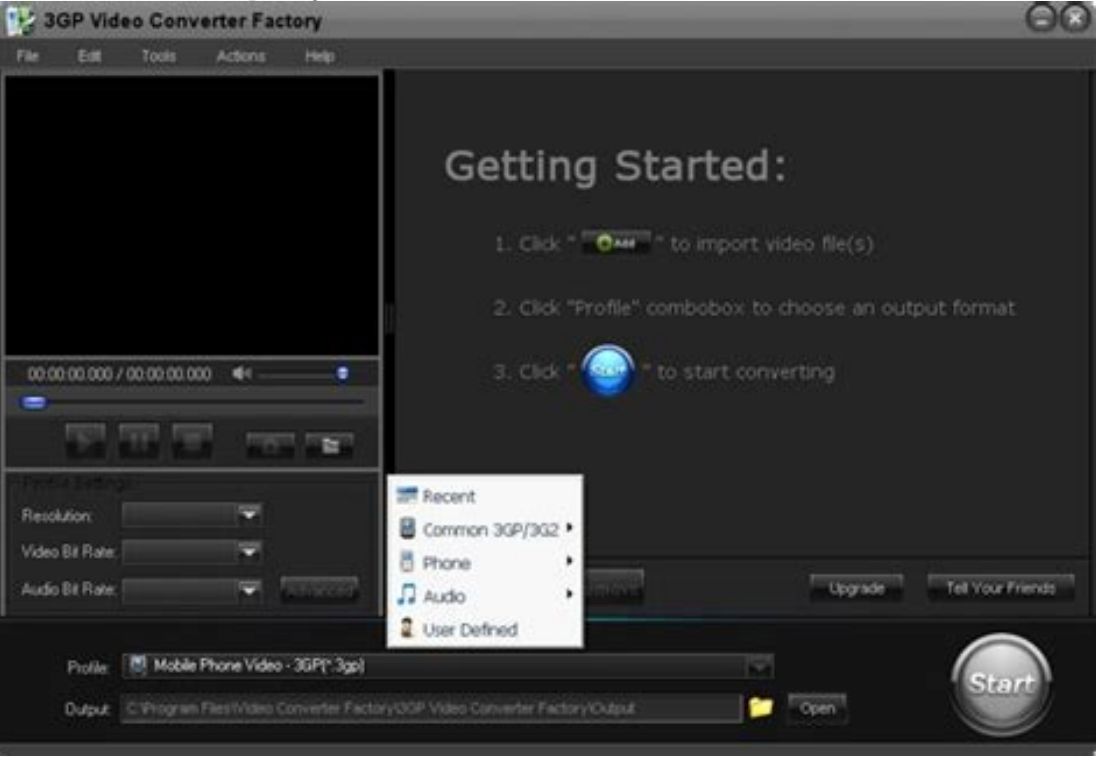 3GP Video Converter Factory
File Edit Tools Actions Help
Getting Started:
1. Click " Add " to import video file(s)
2. Click "Profile" combobox to choose an output format
3. Click " Start " to start converting
00:00:00.000 / 00:00:00.000
Profile Settings
Resolution:
Video Bit Rate:
Audio Bit Rate:
Advanced
Recent
Common 3GP/3G2
Phone
Audio
User Defined
Upgrade
Tell Your Friends
Profile: Mobile Phone Video - 3GP(*.3gp)
Output: C:\Program Files\Video Converter Factory\3GP Video Converter Factory\Output
Open
Start